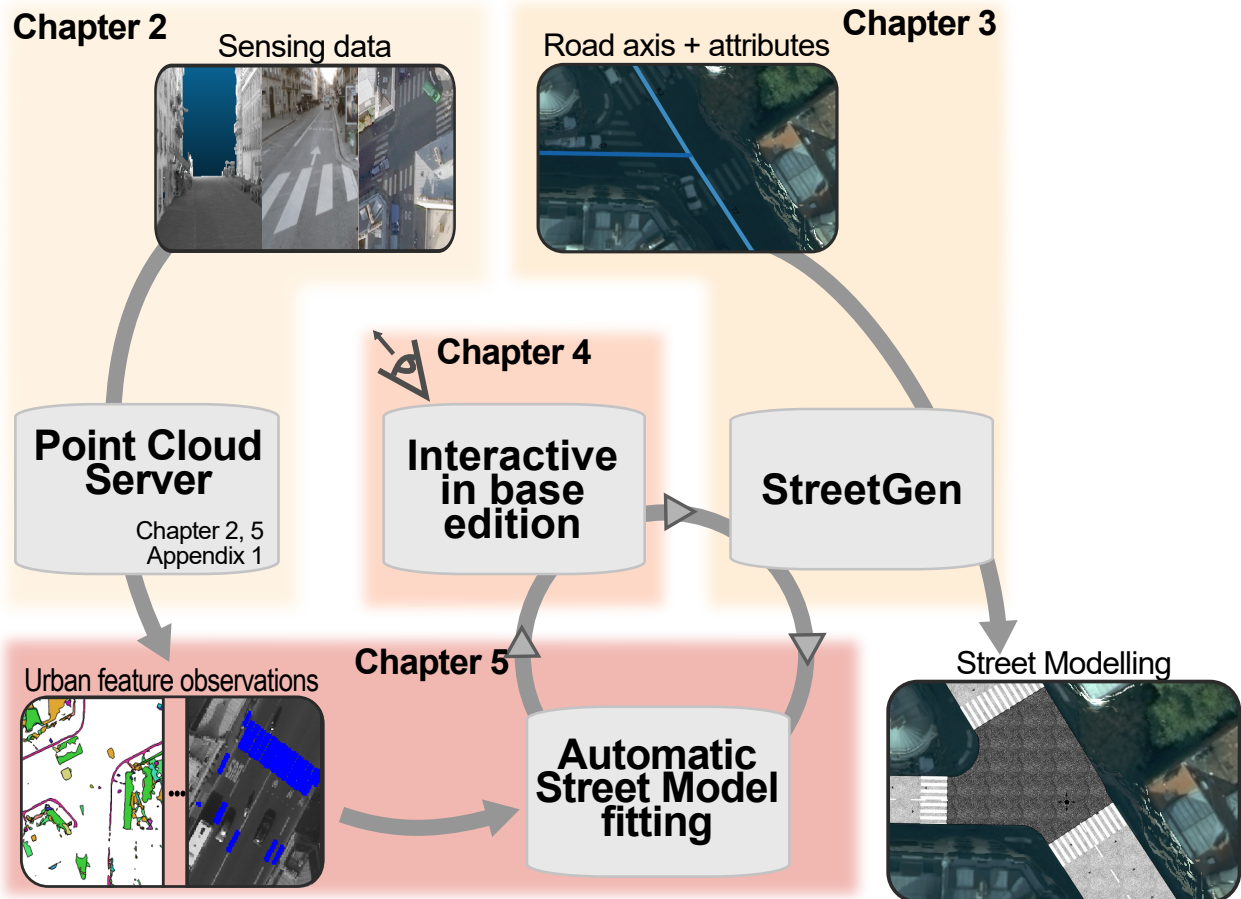 Chapter 2
Sensing data
Road axis + attributes
Chapter 3
Chapter 4
Point Cloud
Server
Chapter 2, 5
Appendix 1
Interactive
in base
edition
StreetGen
Chapter 5
Urban feature observations
Street Modelling
Automatic
Street Model
fitting